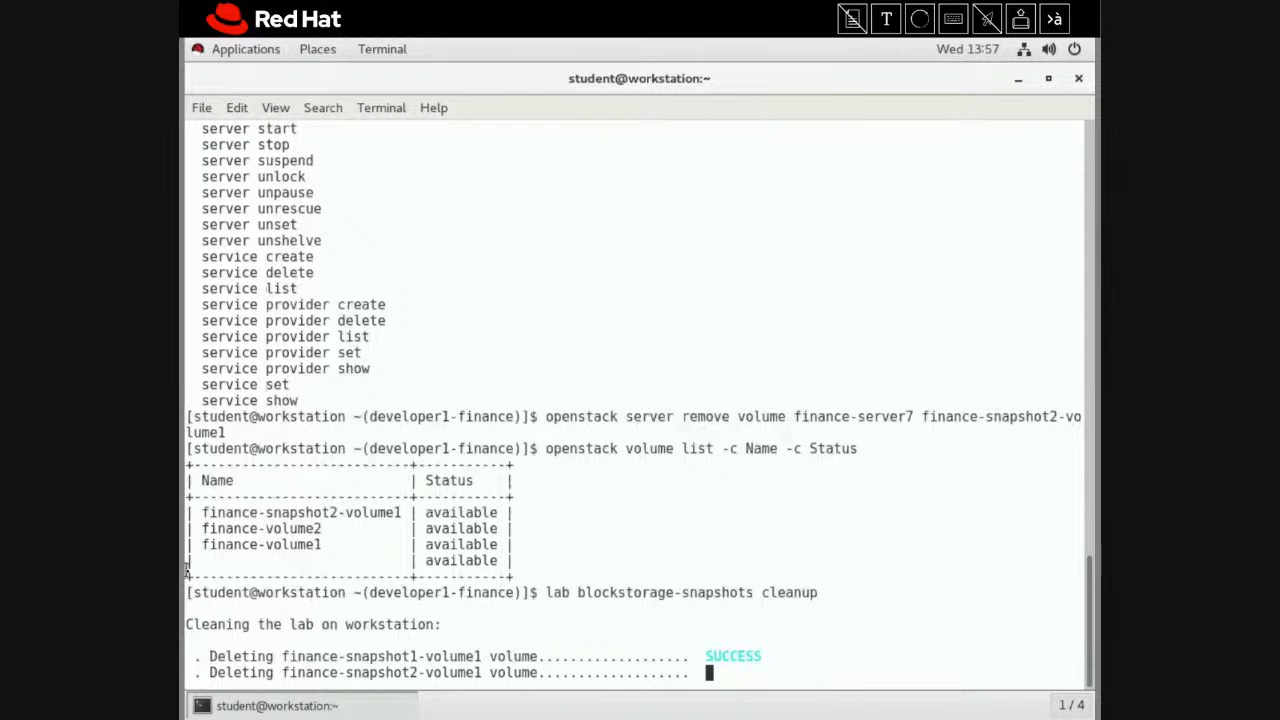 Red Hat
T
>à
Applications Places Terminal Wed 13:57
student@workstation:~
File Edit View Search Terminal Help
server start
server stop
server suspend
server unlock
server unpause
server unrescue
server unset
server unshelve
service create
service delete
service list
service provider create
service provider delete
service provider list
service provider set
service provider show
service set
service show
[student@workstation ~(developer1-finance)]$ openstack server remove volume finance-server7 finance-snapshot2-vo
lume1
[student@workstation ~(developer1-finance)]$ openstack volume list -c Name -c Status
+---------------------------+-----------+
| Name                      | Status    |
+---------------------------+-----------+
| finance-snapshot2-volume1 | available |
| finance-volume2           | available |
| finance-volume1           | available |
|                           | available |
+---------------------------+-----------+
[student@workstation ~(developer1-finance)]$ lab blockstorage-snapshots cleanup
Cleaning the lab on workstation:
. Deleting finance-snapshot1-volume1 volume................... SUCCESS
. Deleting finance-snapshot2-volume1 volume...................
student@workstation:~ 1 / 4